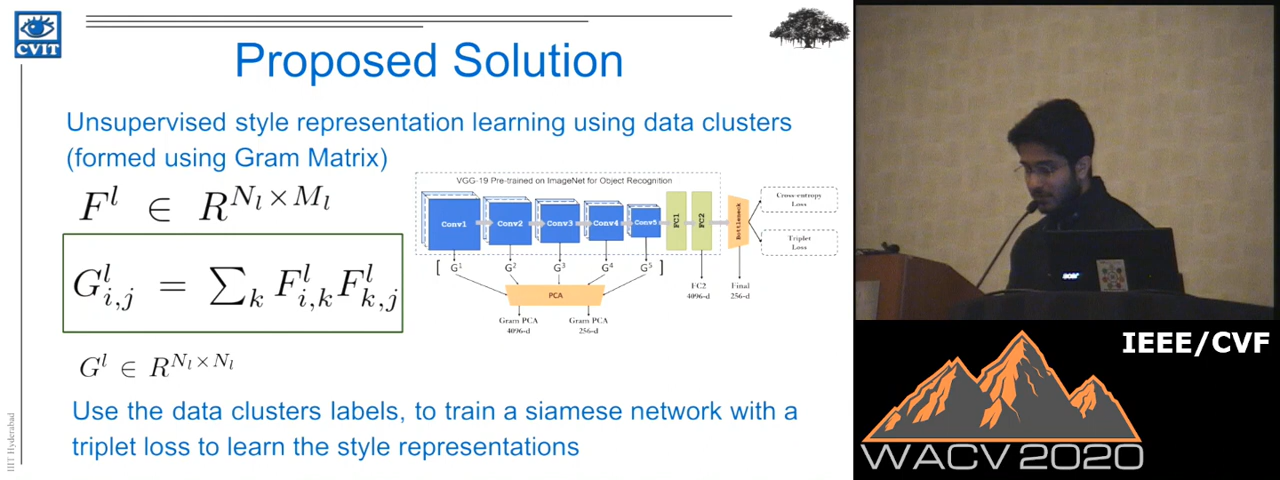 CVIT
Proposed Solution
Unsupervised style representation learning using data clusters
(formed using Gram Matrix)
F^l ∈ R^{N_l×M_l}
G^l_{i,j} = ∑_k F^l_{i,k} F^l_{k,j}
G^l ∈ R^{N_l×N_l}
VGG-19 Pre-trained on ImageNet for Object Recognition
Conv1 Conv2 Conv3 Conv4 Conv5 FC1 FC2 Bottleneck
Cross-entropy
Loss
Triplet
Loss
[ G^1 G^2 G^3 G^4 G^5 ]
PCA
Gram PCA
4096-d
Gram PCA
256-d
FC2
4096-d
Final
256-d
Use the data clusters labels, to train a siamese network with a
triplet loss to learn the style representations
IIIT Hyderabad
acer
IEEE/CVF
WACV 2020